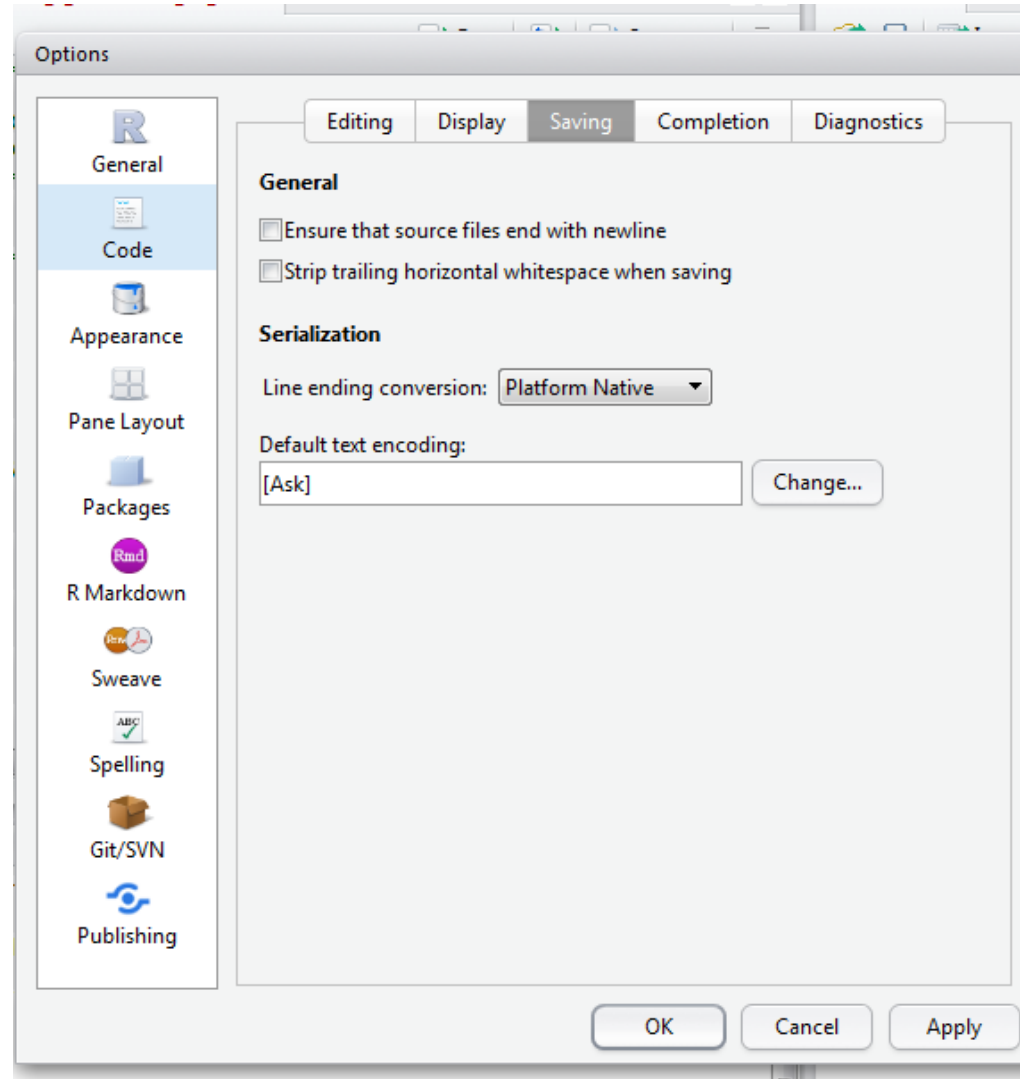 Options
Editing Display Saving Completion Diagnostics
R
General
Code
Appearance
Pane Layout
Packages
Rmd
R Markdown
Rnw
Sweave
ABC
Spelling
Git/SVN
Publishing
General
Ensure that source files end with newline
Strip trailing horizontal whitespace when saving
Serialization
Line ending conversion: Platform Native
Default text encoding:
[Ask] Change...
OK Cancel Apply